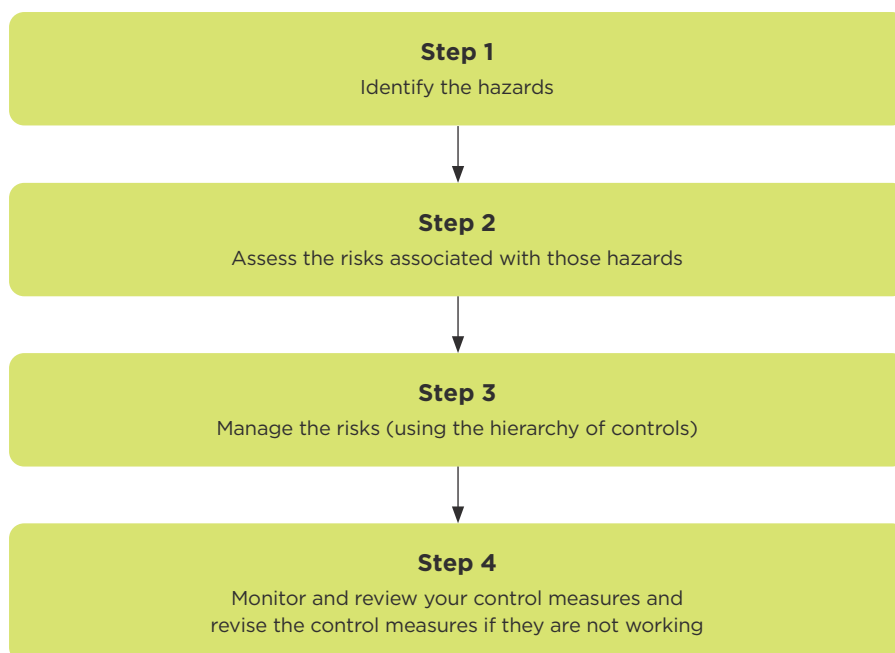 Step 1
Identify the hazards
Step 2
Assess the risks associated with those hazards
Step 3
Manage the risks (using the hierarchy of controls)
Step 4
Monitor and review your control measures and
revise the control measures if they are not working